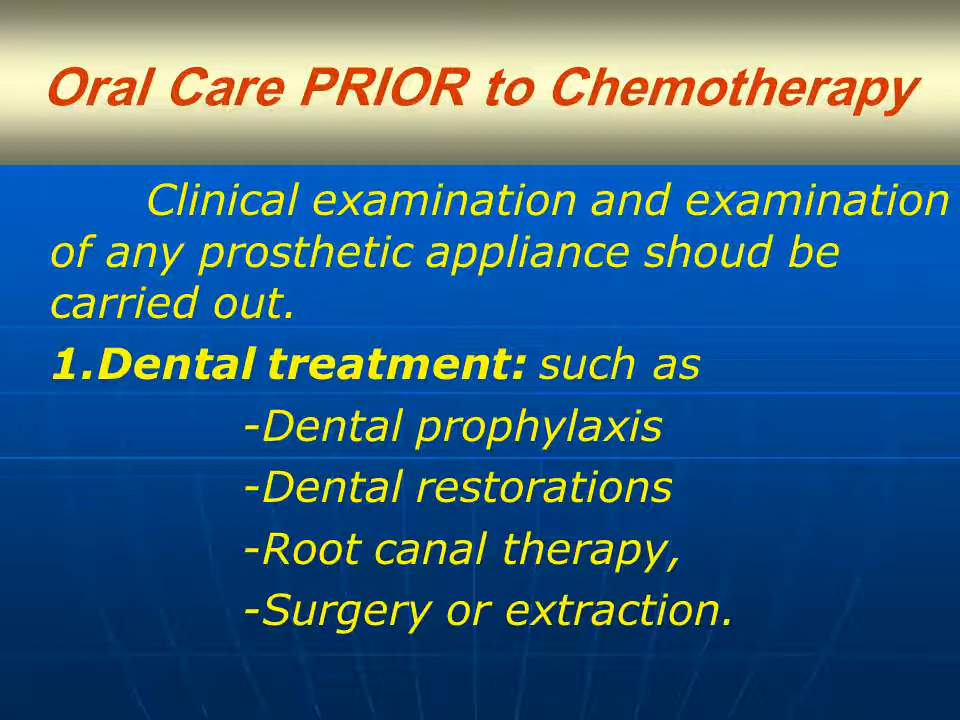 Oral Care PRIOR to Chemotherapy
Clinical examination and examination
of any prosthetic appliance shoud be
carried out.
1.Dental treatment: such as
-Dental prophylaxis
-Dental restorations
-Root canal therapy,
-Surgery or extraction.